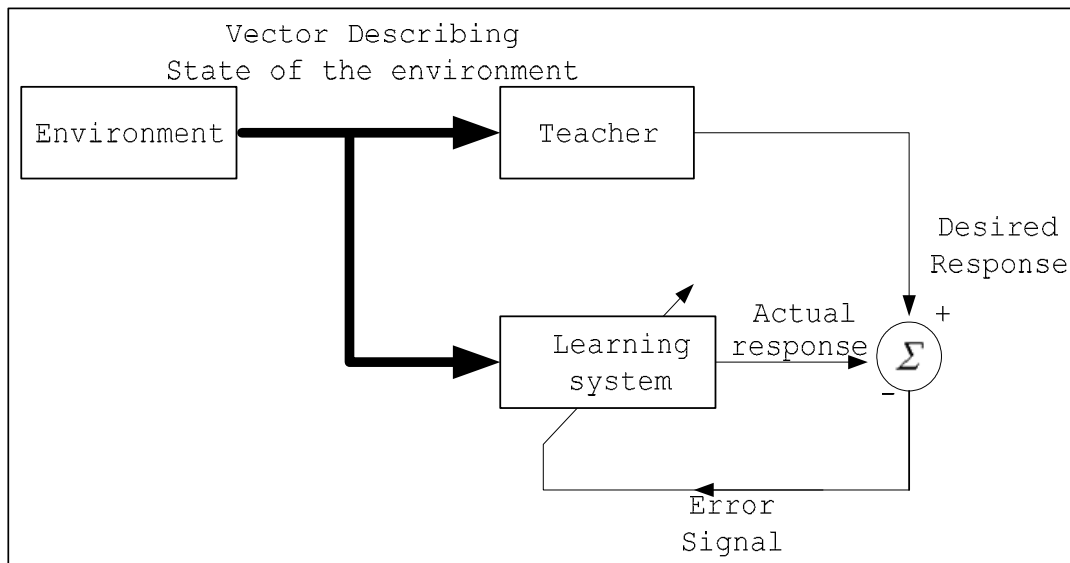 Vector Describing
State of the environment
Environment
Teacher
Desired
Response
+
Actual
response
Learning
system
Σ
-
Error
Signal